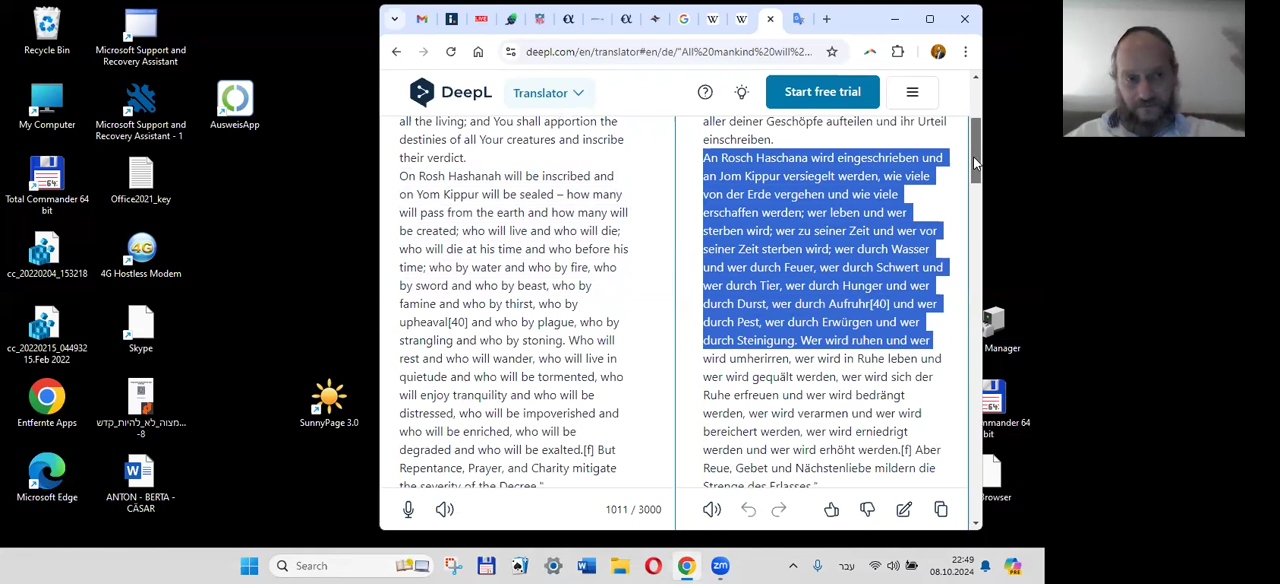 Recycle Bin
Microsoft Support and
Recovery Assistant
My Computer
Microsoft Support and
Recovery Assistant - 1
AusweisApp
Total Commander 64
bit
Office2021_key
cc_20220204_153218
4G Hostless Modem
cc_20220215_044932
15.Feb 2022
Skype
Entfernte Apps
...מצוה_לא_להיות_קדש
-8
SunnyPage 3.0
Microsoft Edge
ANTON - BERTA -
CÄSAR
LIVE
deepl.com/en/translator#en/de/"All%20mankind%20will%2...
DeepL
Translator
Start free trial
all the living; and You shall apportion the
destinies of all Your creatures and inscribe
their verdict.
On Rosh Hashanah will be inscribed and
on Yom Kippur will be sealed – how many
will pass from the earth and how many will
be created; who will live and who will die;
who will die at his time and who before his
time; who by water and who by fire, who
by sword and who by beast, who by
famine and who by thirst, who by
upheaval[40] and who by plague, who by
strangling and who by stoning. Who will
rest and who will wander, who will live in
quietude and who will be tormented, who
will enjoy tranquility and who will be
distressed, who will be impoverished and
who will be enriched, who will be
degraded and who will be exalted.[f] But
Repentance, Prayer, and Charity mitigate
the severity of the Decree."
1011 / 3000
aller deiner Geschöpfe aufteilen und ihr Urteil
einschreiben.
An Rosch Haschana wird eingeschrieben und
an Jom Kippur versiegelt werden, wie viele
von der Erde vergehen und wie viele
erschaffen werden; wer leben und wer
sterben wird; wer zu seiner Zeit und wer vor
seiner Zeit sterben wird; wer durch Wasser
und wer durch Feuer, wer durch Schwert und
wer durch Tier, wer durch Hunger und wer
durch Durst, wer durch Aufruhr[40] und wer
durch Pest, wer durch Erwürgen und wer
durch Steinigung. Wer wird ruhen und wer
wird umherirren, wer wird in Ruhe leben und
wer wird gequält werden, wer wird sich der
Ruhe erfreuen und wer wird bedrängt
werden, wer wird verarmen und wer wird
bereichert werden, wer wird erniedrigt
werden und wer wird erhöht werden.[f] Aber
Reue, Gebet und Nächstenliebe mildern die
Strenge des Erlasses."
Manager
ommander 64
bit
Browser
Search
עבר
22:49
08.10.2024